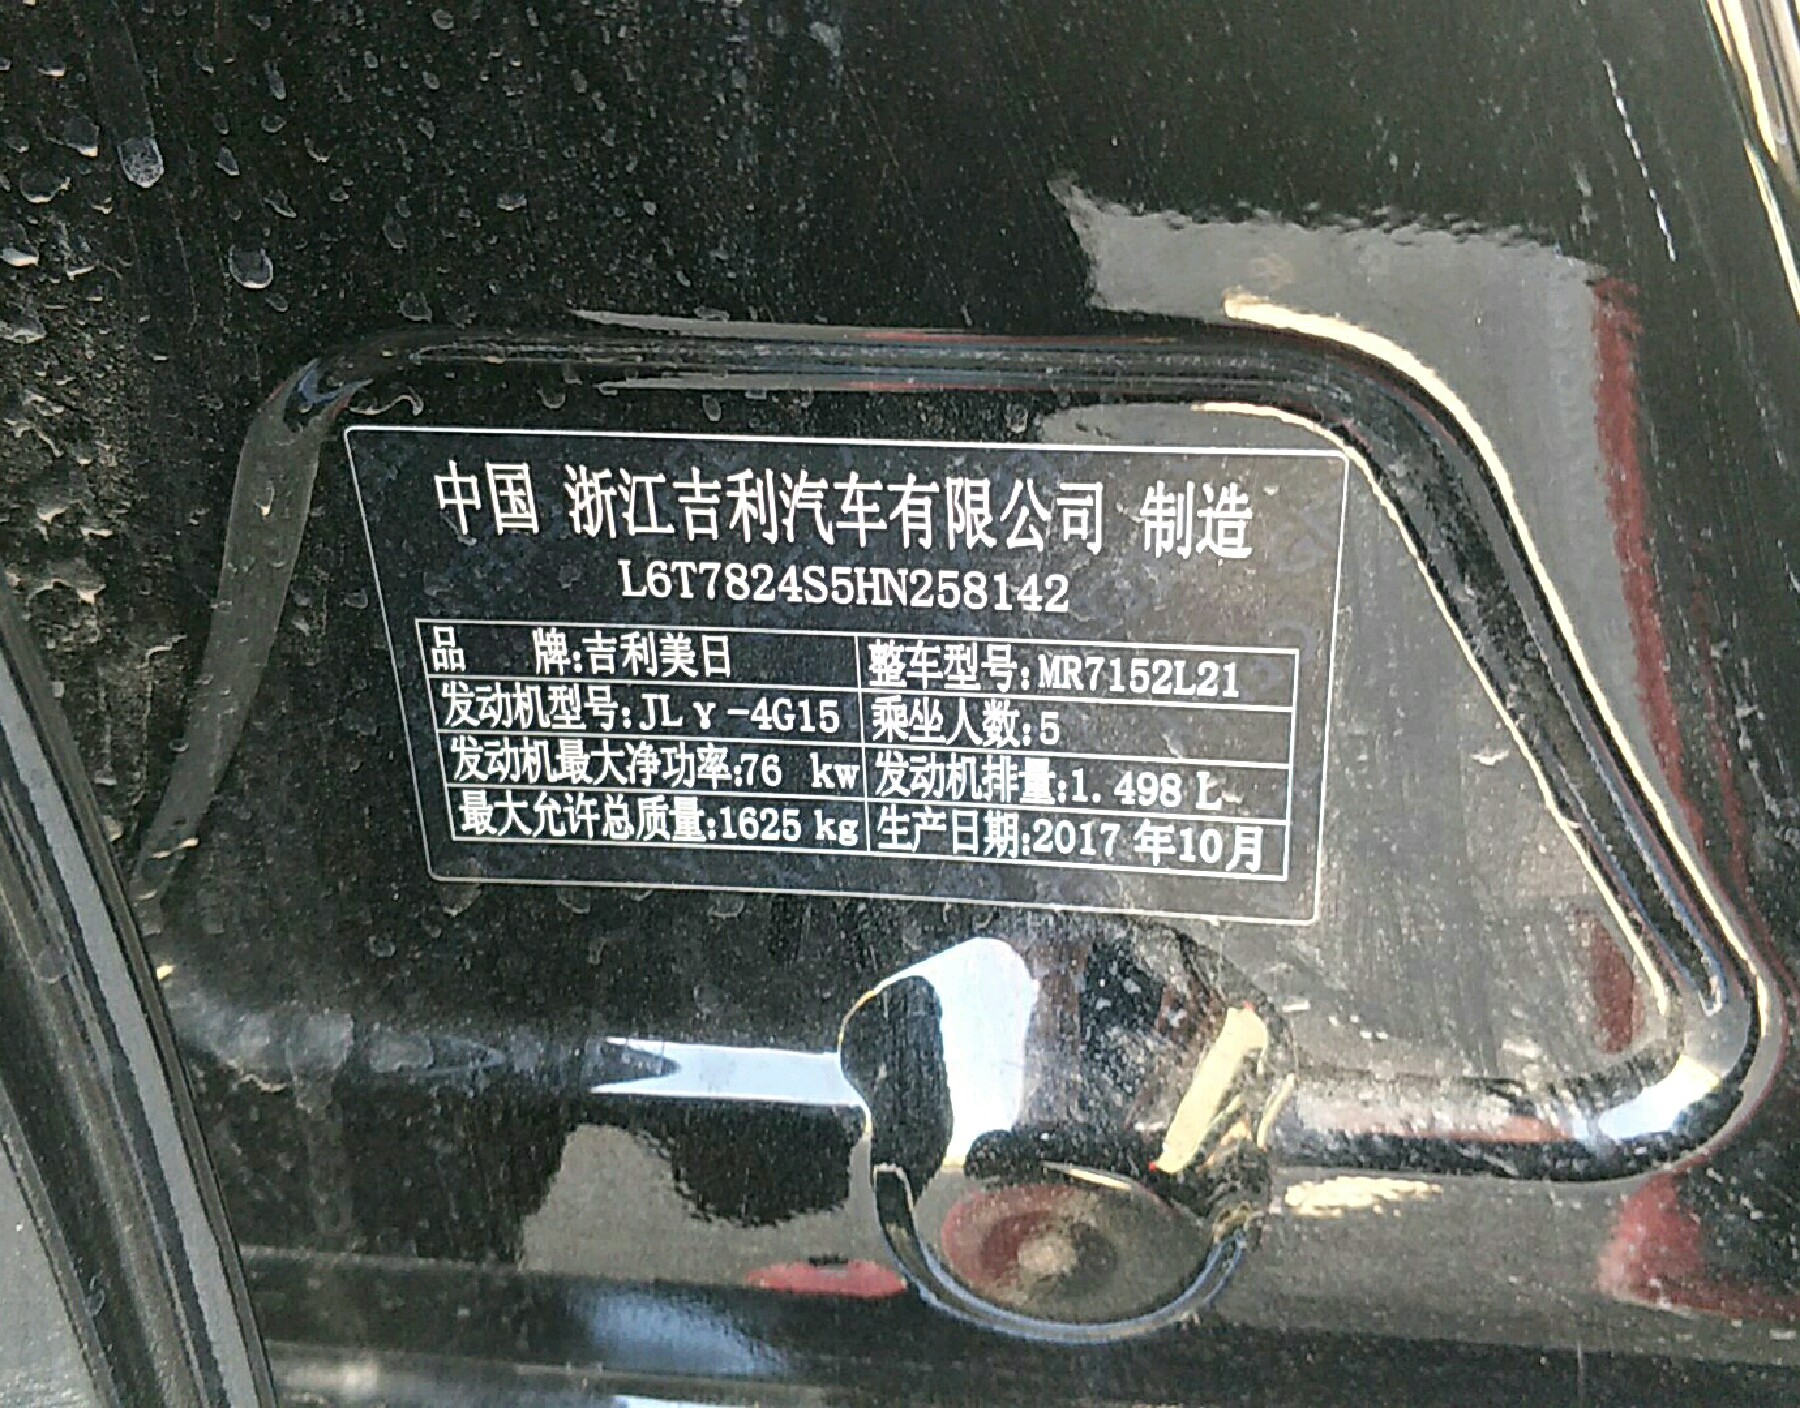 中国 浙江吉利汽车有限公司 制造
L6T7824S5HN258142
品 牌:吉利美日 整车型号:MR7152L21
发动机型号:JLγ-4G15 乘坐人数:5
发动机最大净功率:76 kw 发动机排量:1.498 L
最大允许总质量:1625 kg 生产日期:2017 年10月